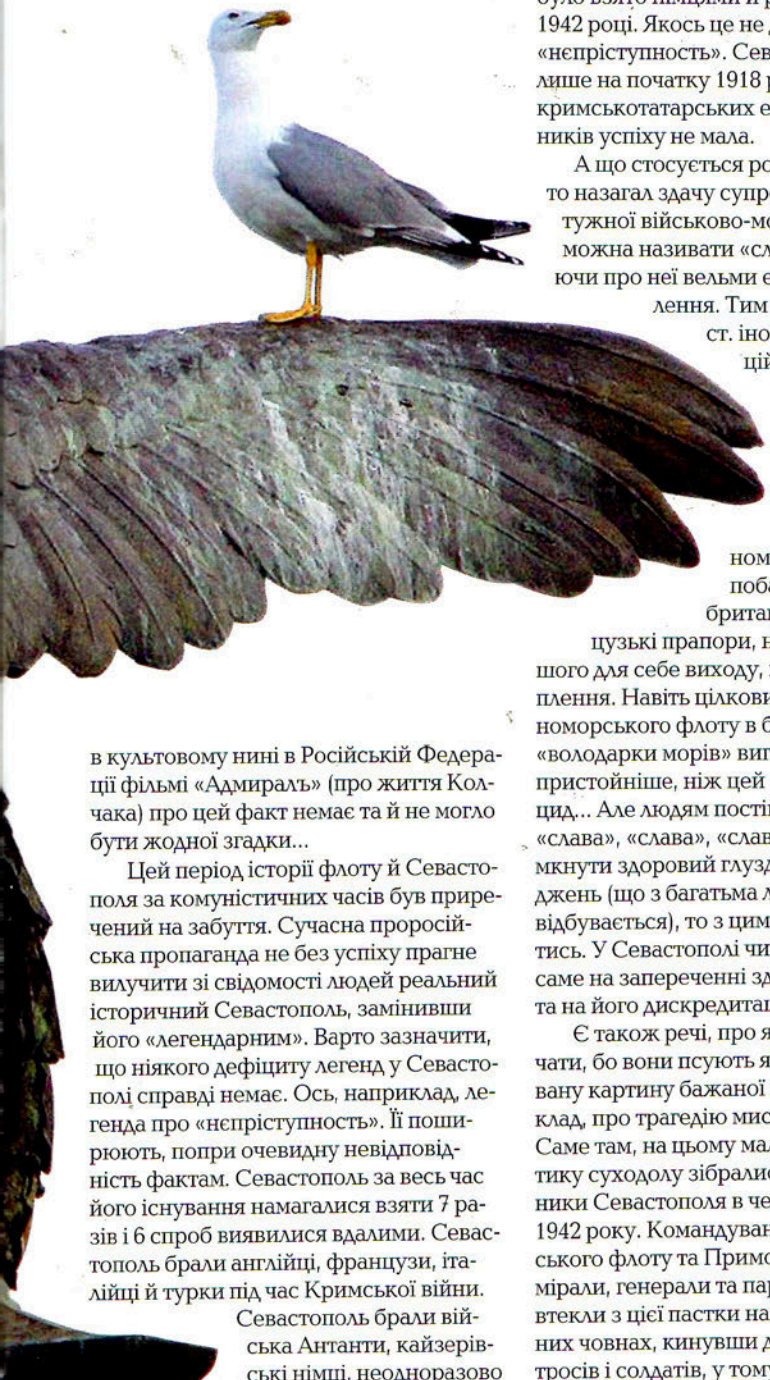 в культовому нині в Російській Федера-
ції фільмі «Адмиралъ» (про життя Кол-
чака) про цей факт немає та й не могло
бути жодної згадки...
Цей період історії флоту й Севасто-
поля за комуністичних часів був прире-
чений на забуття. Сучасна проросій-
ська пропаганда не без успіху прагне
вилучити зі свідомості людей реальний
історичний Севастополь, замінивши
його «легендарним». Варто зазначити,
що ніякого дефіциту легенд у Севасто-
полі справді немає. Ось, наприклад, ле-
генда про «нєпріступность». Її поши-
рюють, попри очевидну невідповід-
ність фактам. Севастополь за весь час
його існування намагалися взяти 7 ра-
зів і 6 спроб виявилися вдалими. Севас-
тополь брали англійці, французи, іта-
лійці й турки під час Кримської війни.
Севастополь брали вій-
ська Антанти, кайзерів-
ські німці, неодноразово
1942 році. Якось це не
«нєпріступность». Сев
лише на початку 1918 р
кримськотатарських е
ників успіху не мала.
А що стосується ро
то назагал здачу супр
тужної військово-мо
можна називати «сл
ючи про неї вельми е
лення. Тим
ст. іно
цій
ном
поба
брита
цузькі прапори, н
шого для себе виходу,
плення. Навіть цілкови
номорського флоту в б
«володарки морів» виг
пристойніше, ніж цей
цид... Але людям пості
«слава», «слава», «слав
мкнути здоровий глузд
джень (що з багатьма л
відбувається), то з цим
тись. У Севастополі чи
саме на запереченні зд
та на його дискредитац
Є також речі, про я
чати, бо вони псують я
вану картину бажаної
клад, про трагедію мис
Саме там, на цьому мал
тику суходолу зібралис
ники Севастополя в че
1942 року. Командуван
ського флоту та Примо
мірали, генерали та пар
втекли з цієї пастки на
них човнах, кинувши д
тросів і солдатів, у тому